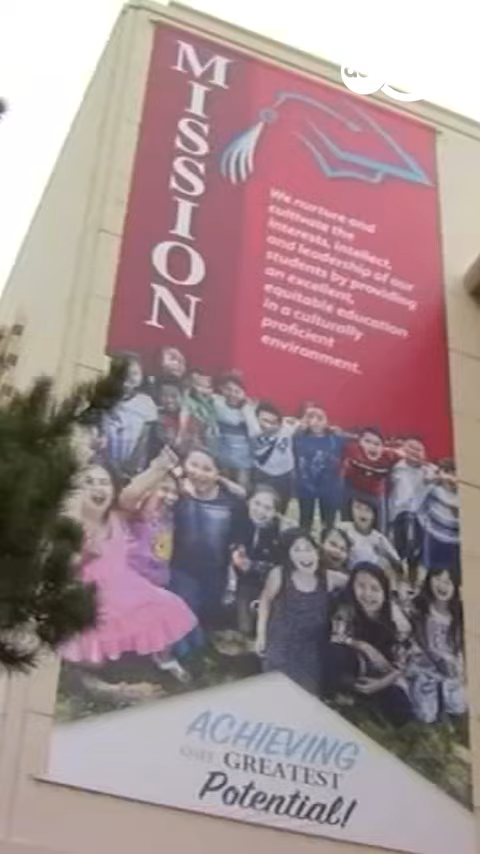 MISSION
We nurture and
cultivate the
interests, intellect,
and leadership of our
students by providing
an excellent,
equitable education
in a culturally
proficient
environment.
ACHIEVING
OUR GREATEST
Potential!